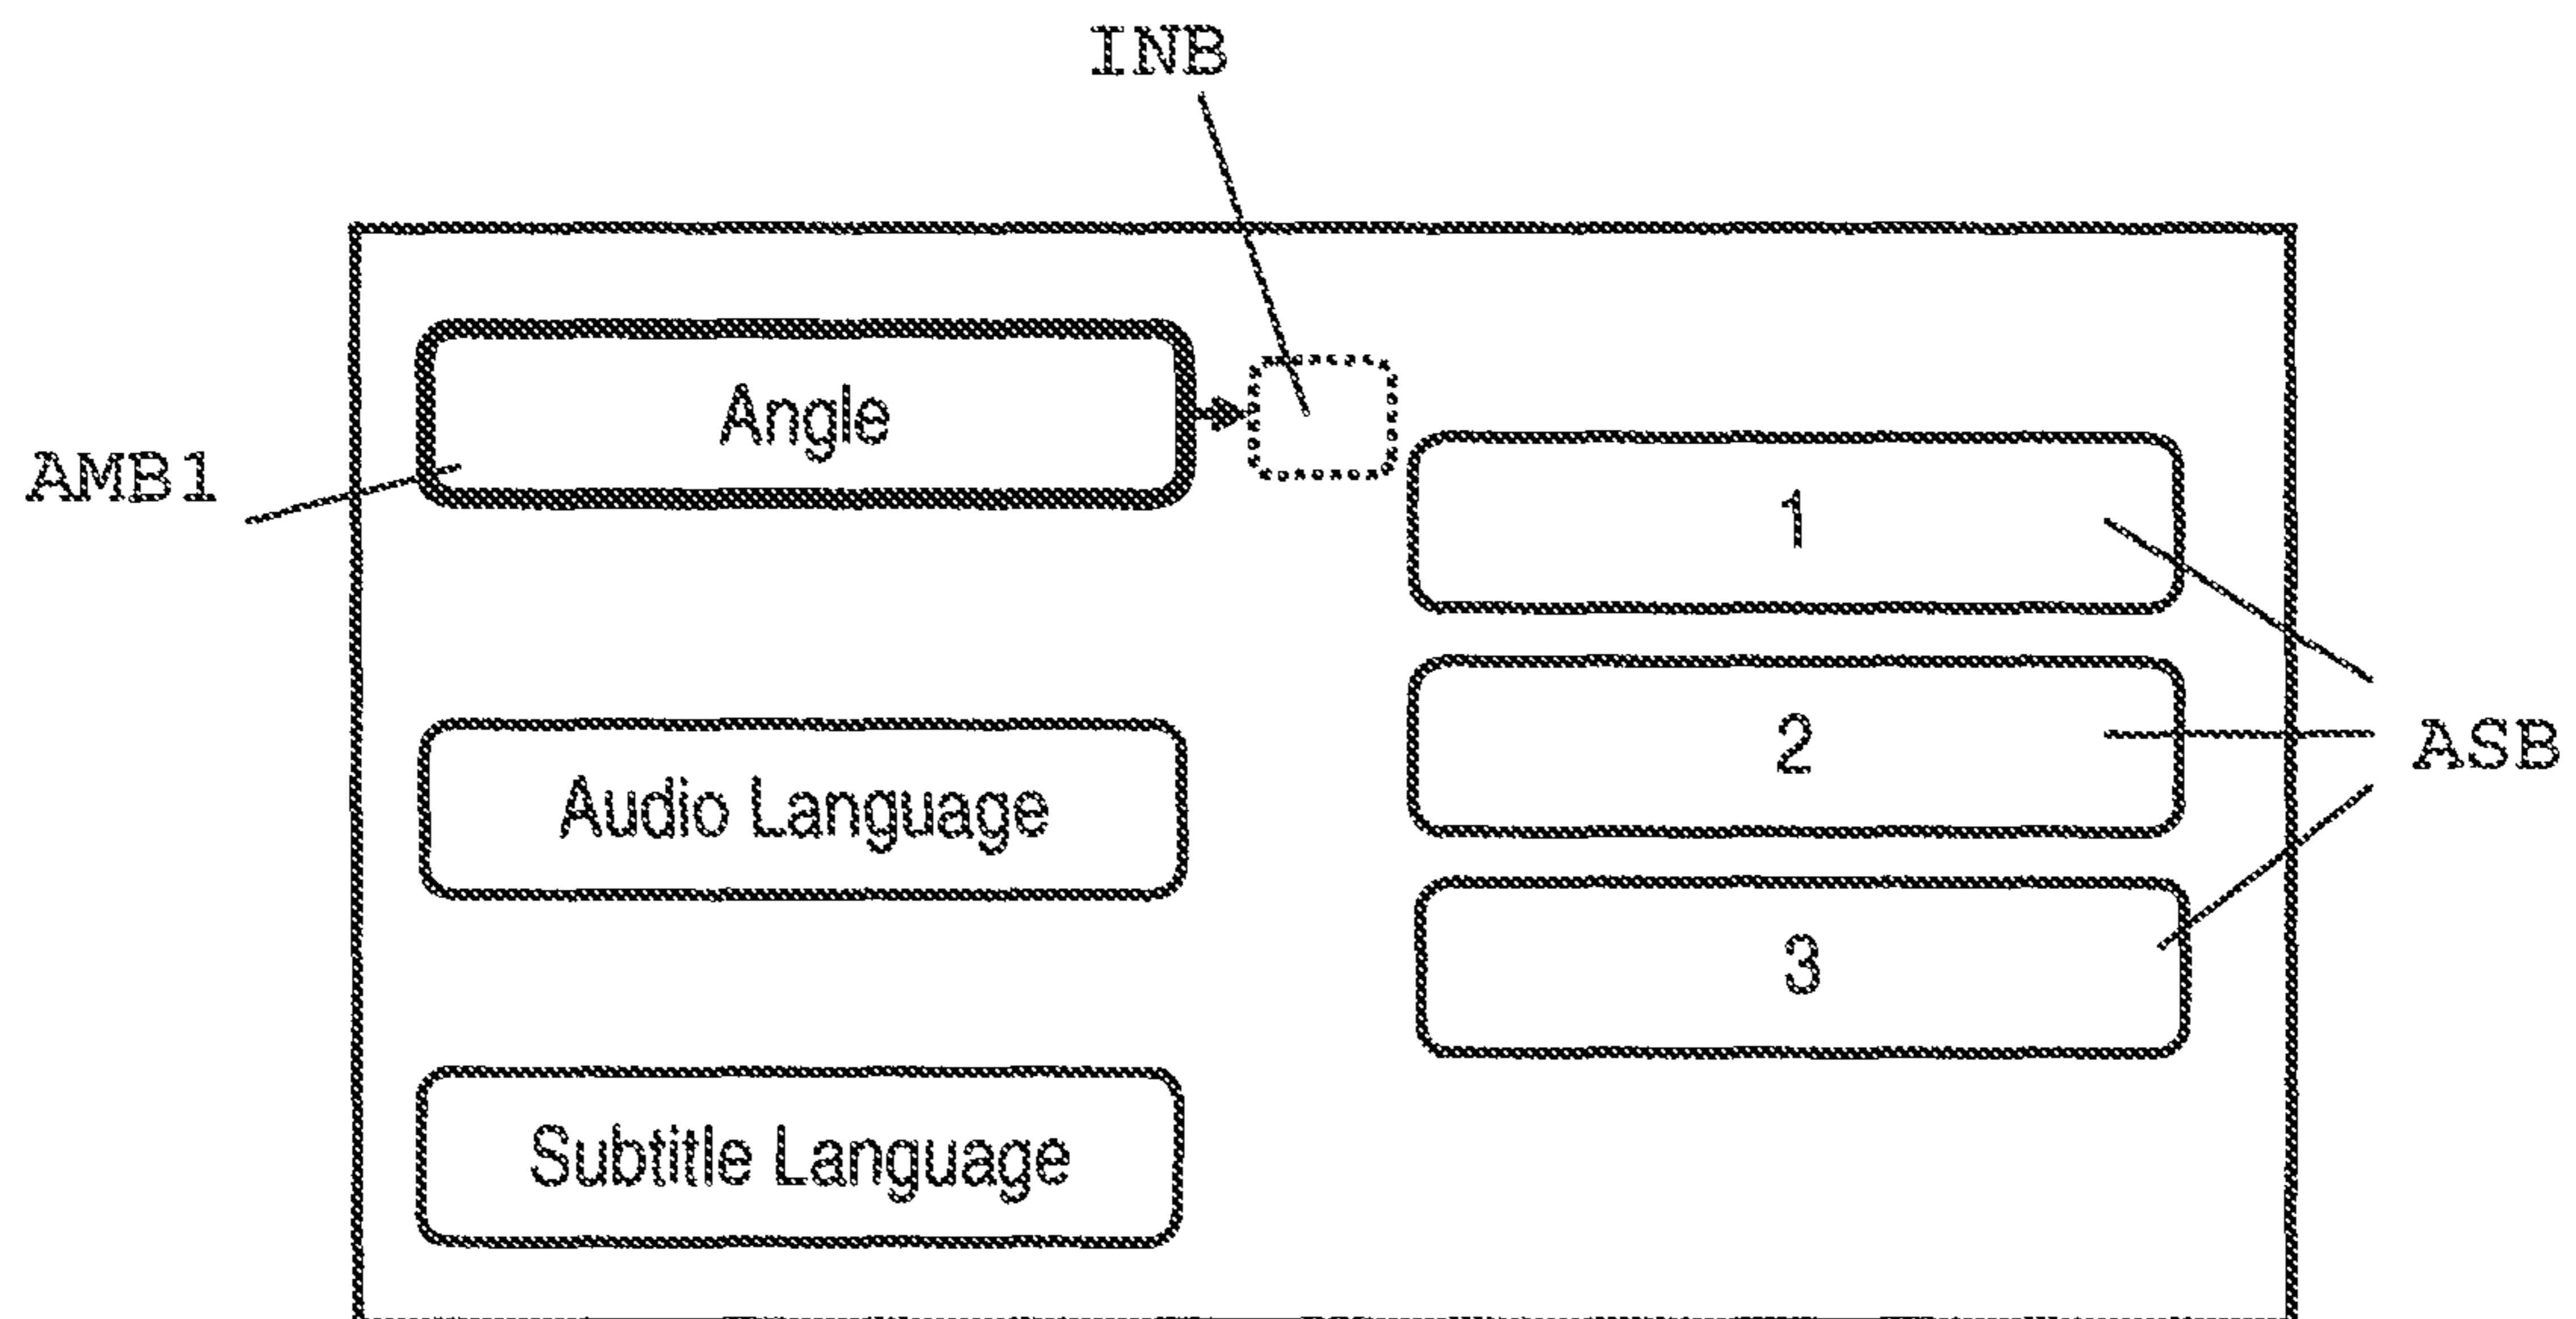 INB
Angle
AMB1
1
2
ASB
Audio Language
3
Subtitle Language